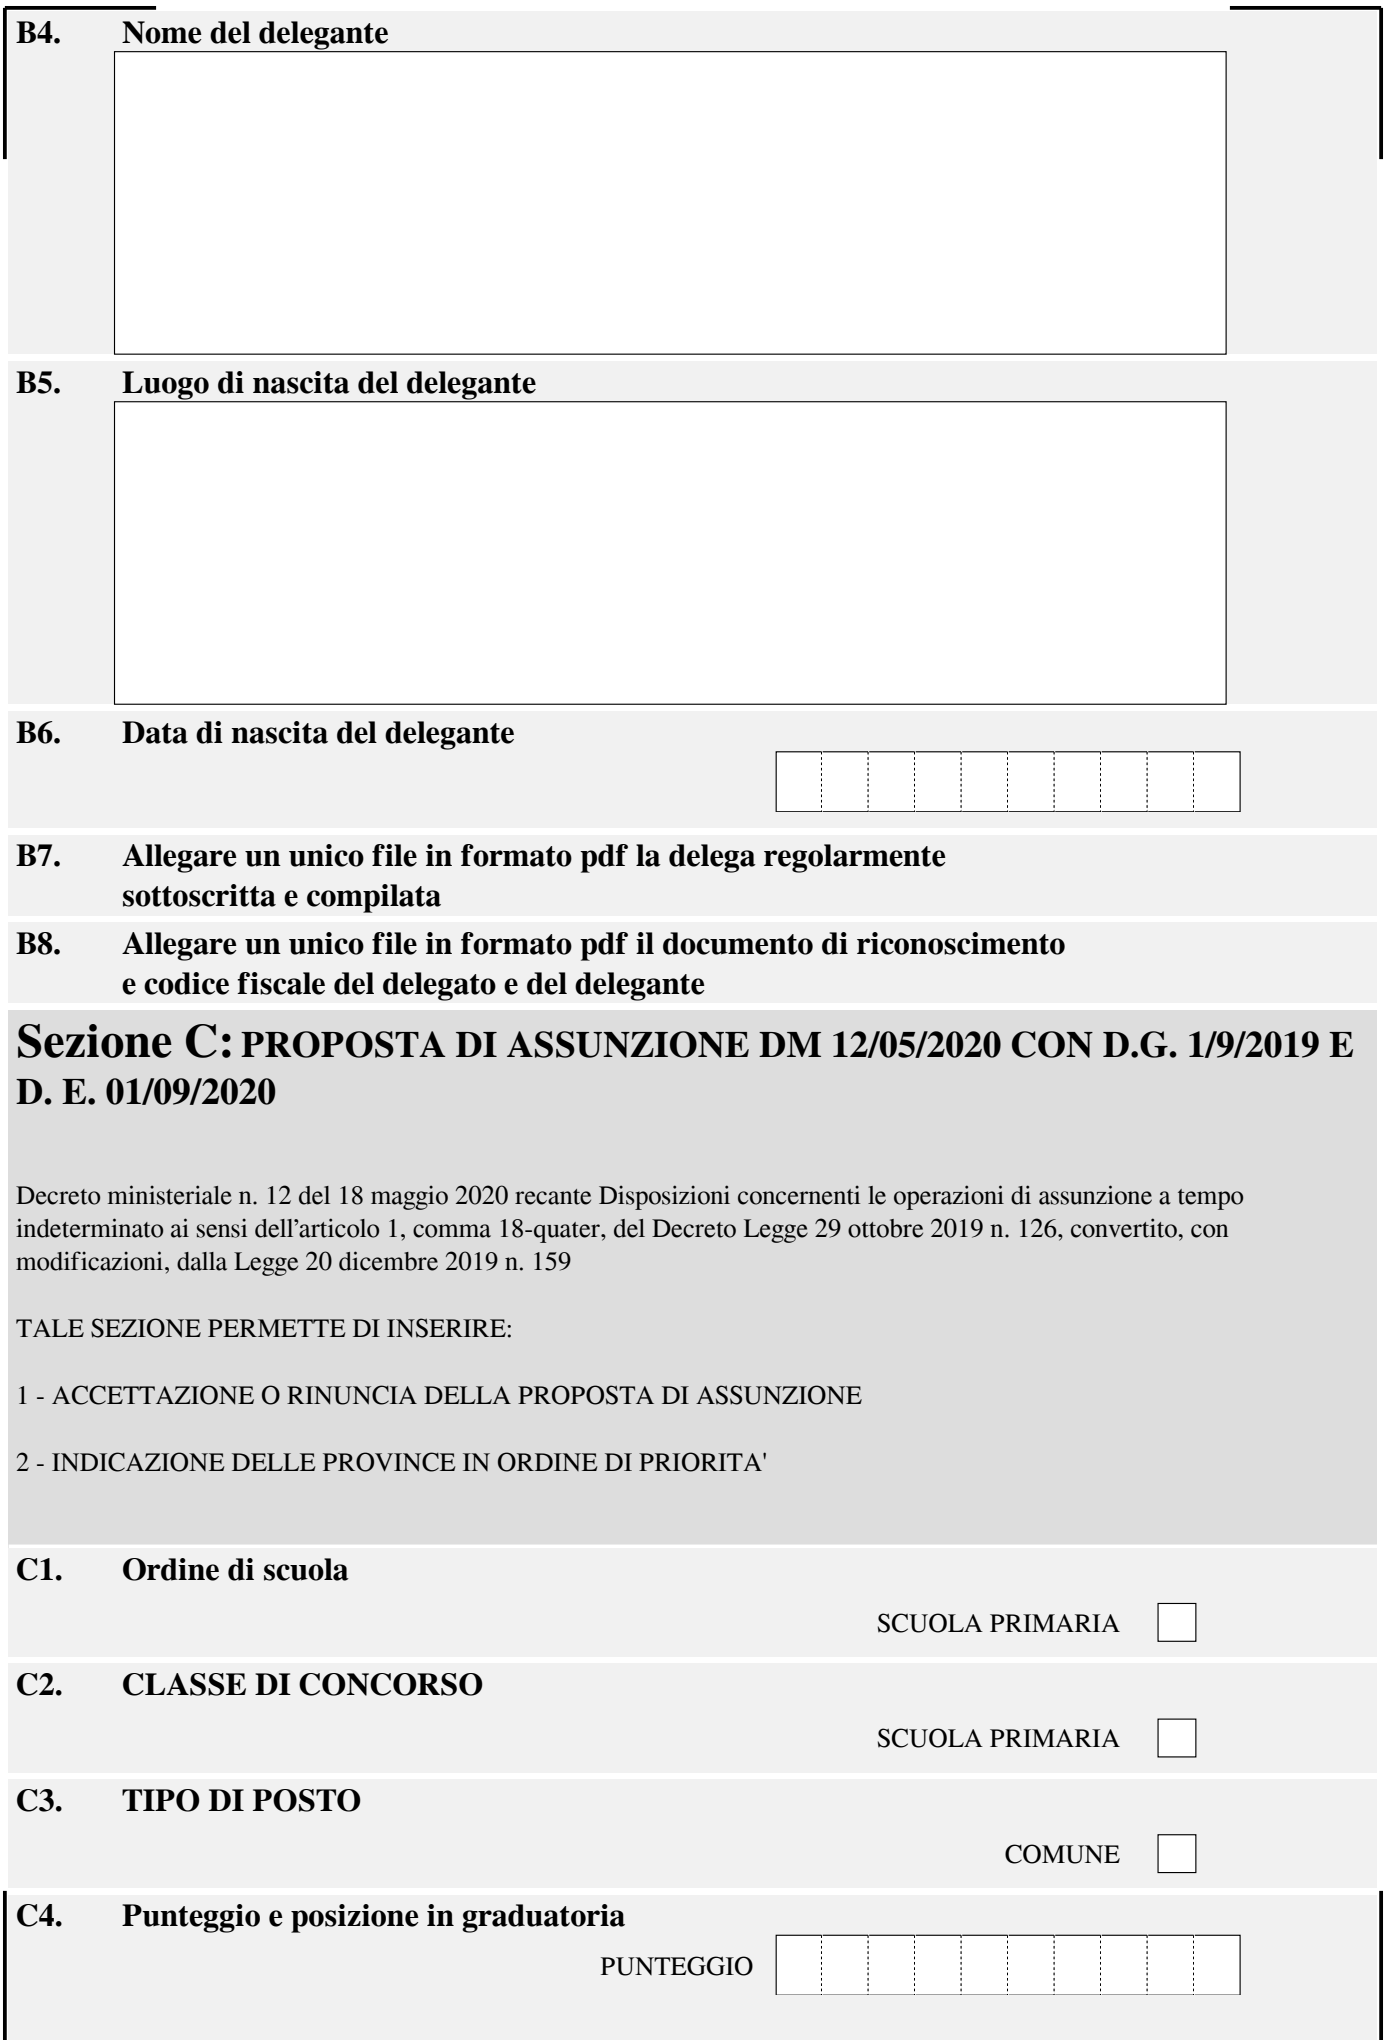 B4. Nome del delegante
B5. Luogo di nascita del delegante
B6. Data di nascita del delegante
B7. Allegare un unico file in formato pdf la delega regolarmente
sottoscritta e compilata
B8. Allegare un unico file in formato pdf il documento di riconoscimento
e codice fiscale del delegato e del delegante
Sezione C: PROPOSTA DI ASSUNZIONE DM 12/05/2020 CON D.G. 1/9/2019 E
D. E. 01/09/2020
Decreto ministeriale n. 12 del 18 maggio 2020 recante Disposizioni concernenti le operazioni di assunzione a tempo
indeterminato ai sensi dell'articolo 1, comma 18-quater, del Decreto Legge 29 ottobre 2019 n. 126, convertito, con
modificazioni, dalla Legge 20 dicembre 2019 n. 159
TALE SEZIONE PERMETTE DI INSERIRE:
1 - ACCETTAZIONE O RINUNCIA DELLA PROPOSTA DI ASSUNZIONE
2 - INDICAZIONE DELLE PROVINCE IN ORDINE DI PRIORITA'
C1. Ordine di scuola
SCUOLA PRIMARIA
C2. CLASSE DI CONCORSO
SCUOLA PRIMARIA
C3. TIPO DI POSTO
COMUNE
C4. Punteggio e posizione in graduatoria
PUNTEGGIO